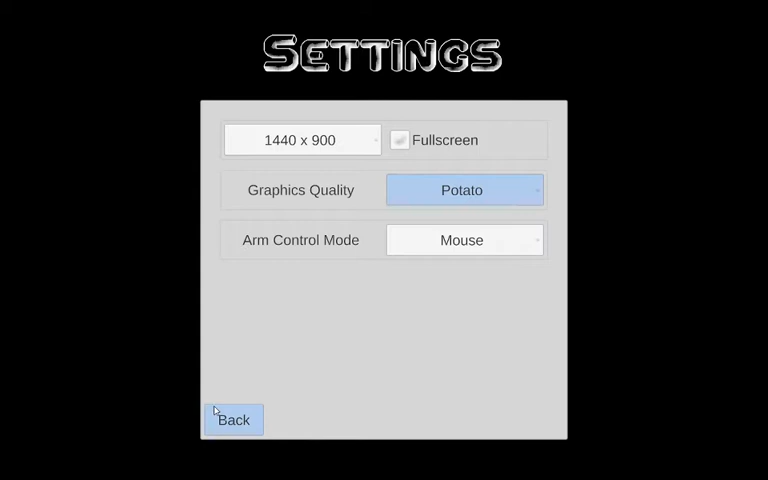 Settings
1440 x 900
Fullscreen
Graphics Quality
Potato
Arm Control Mode
Mouse
Back